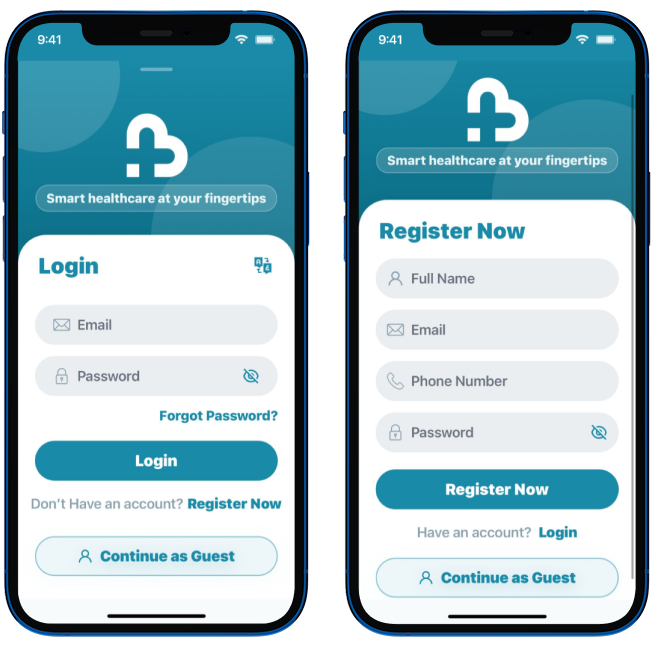 9:41
Smart healthcare at your fingertips
Login
Email
Password
Forgot Password?
Login
Don't Have an account? Register Now
Continue as Guest
9:41
Smart healthcare at your fingertips
Register Now
Full Name
Email
Phone Number
Password
Register Now
Have an account? Login
Continue as Guest